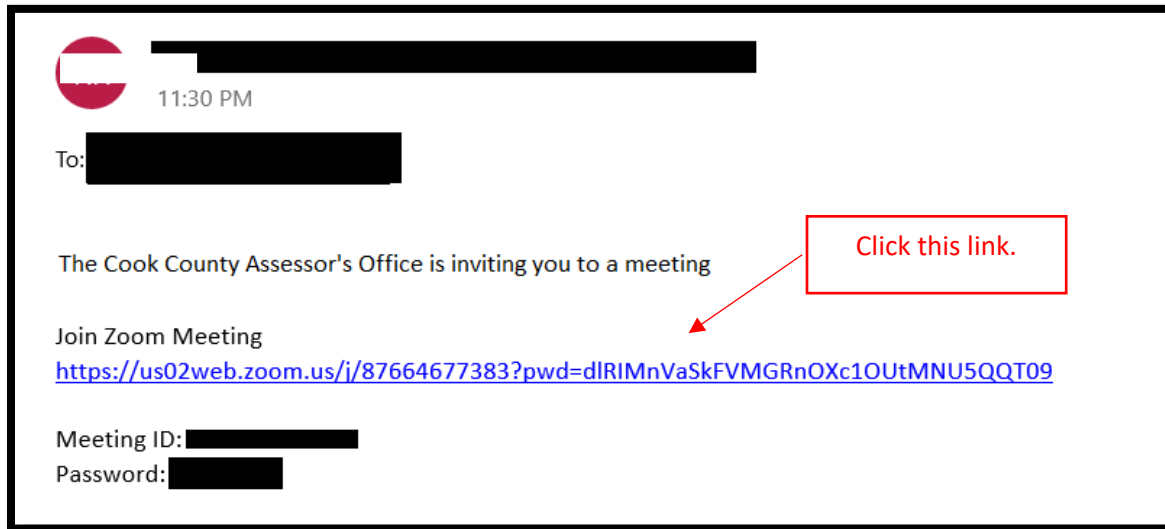 11:30 PM
To:
Click this link.
The Cook County Assessor's Office is inviting you to a meeting
Join Zoom Meeting
https://us02web.zoom.us/j/87664677383?pwd=dlRIMnVaSkFVMGRnOXc1OUtMNU5QQT09
Meeting ID:
Password: